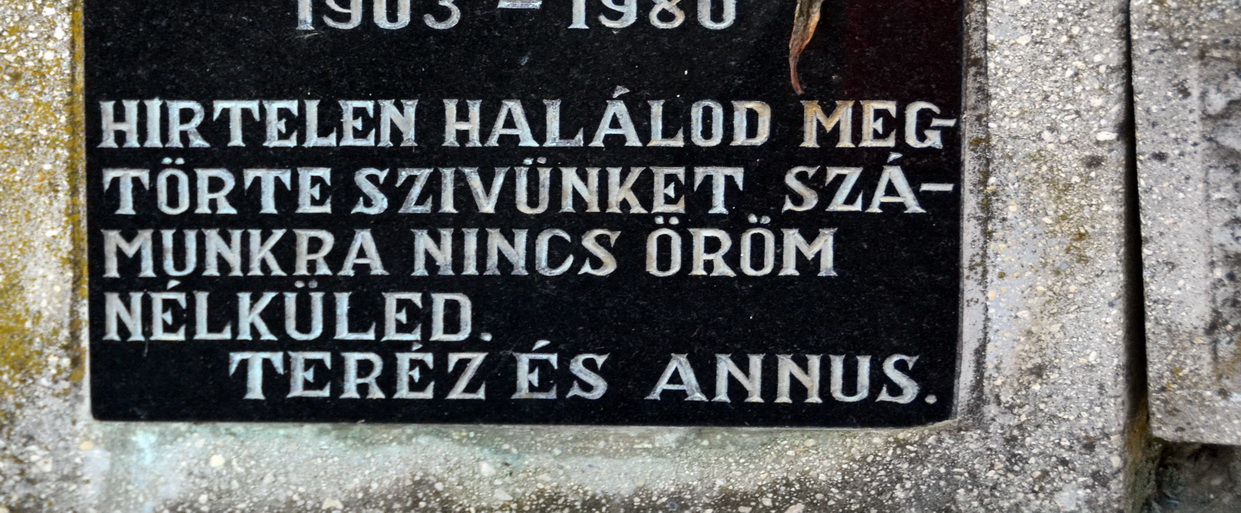 1903 – 1980
HIRTELEN HALÁLOD MEG-
TÖRTE SZIVÜNKET SZÁ-
MUNKRA NINCS ÖRÖM
NÉLKÜLED.
TERÉZ ÉS ANNUS.